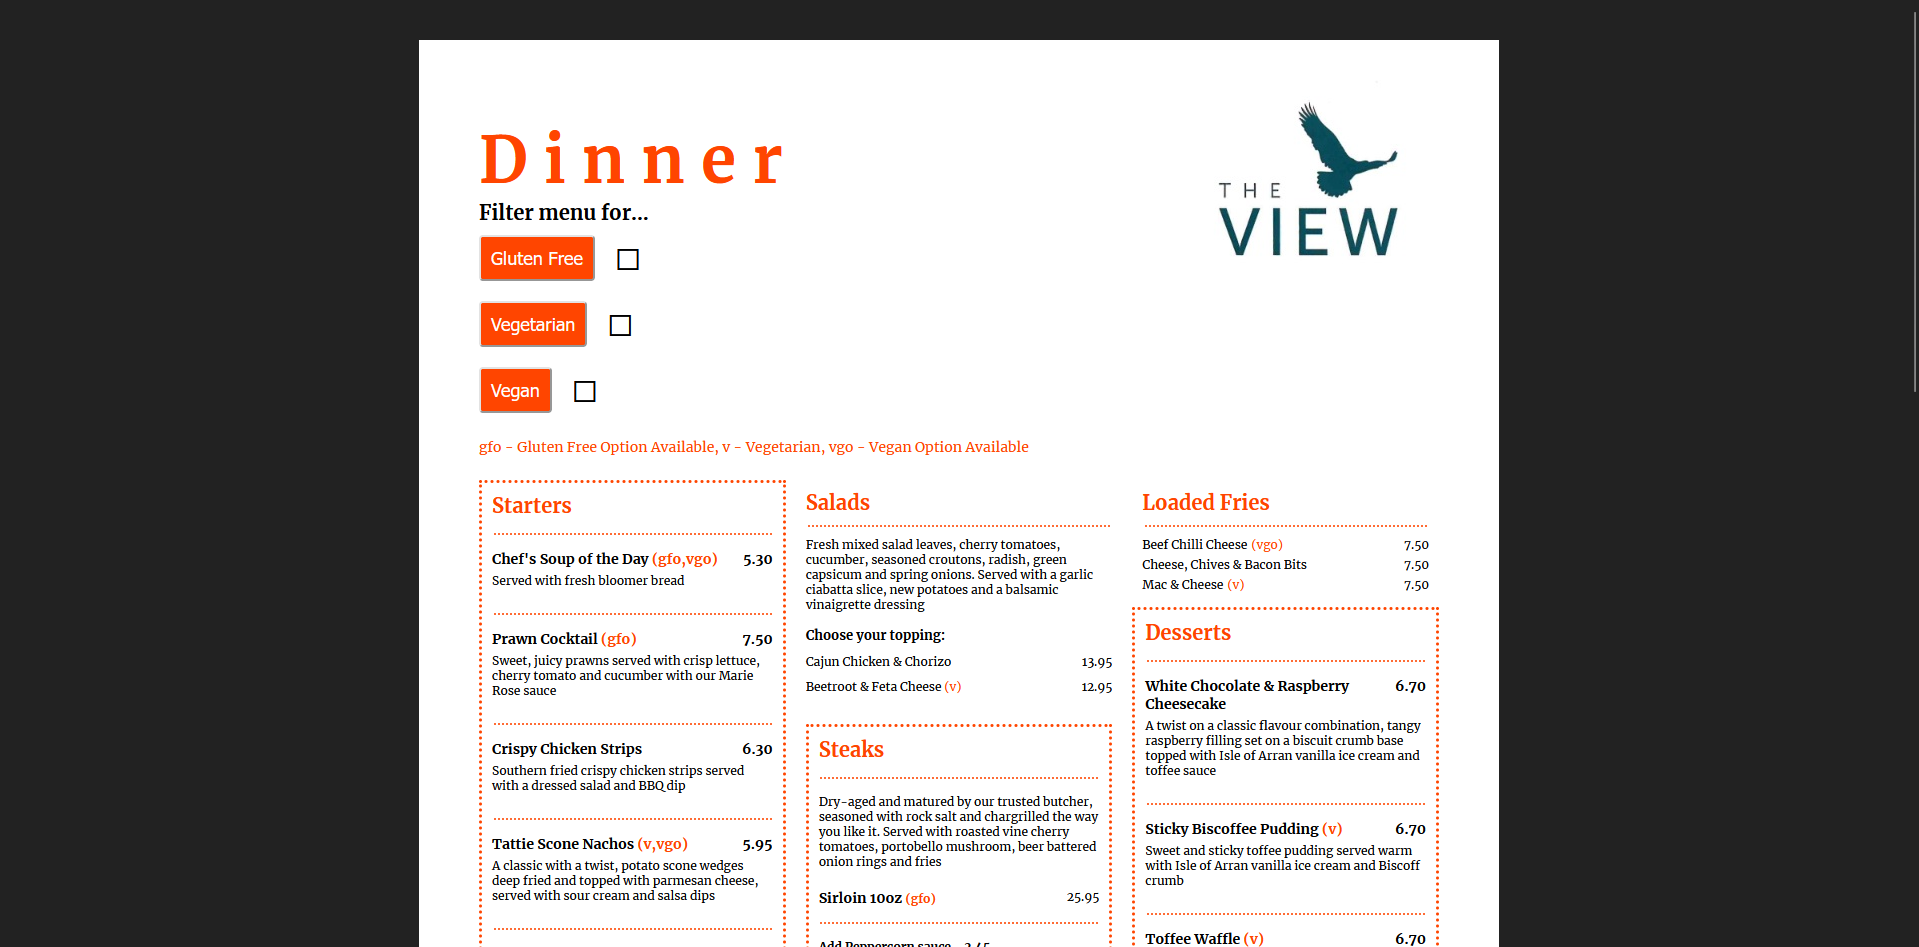 Dinner
THE
VIEW
Filter menu for...
Gluten Free
Vegetarian
Vegan
gfo - Gluten Free Option Available, v - Vegetarian, vgo - Vegan Option Available
Starters
Chef's Soup of the Day (gfo,vgo) 5.30
Served with fresh bloomer bread
Prawn Cocktail (gfo) 7.50
Sweet, juicy prawns served with crisp lettuce,
cherry tomato and cucumber with our Marie
Rose sauce
Crispy Chicken Strips 6.30
Southern fried crispy chicken strips served
with a dressed salad and BBQ dip
Tattie Scone Nachos (v,vgo) 5.95
A classic with a twist, potato scone wedges
deep fried and topped with parmesan cheese,
served with sour cream and salsa dips
Salads
Fresh mixed salad leaves, cherry tomatoes,
cucumber, seasoned croutons, radish, green
capsicum and spring onions. Served with a garlic
ciabatta slice, new potatoes and a balsamic
vinaigrette dressing
Choose your topping:
Cajun Chicken & Chorizo 13.95
Beetroot & Feta Cheese (v) 12.95
Steaks
Dry-aged and matured by our trusted butcher,
seasoned with rock salt and chargrilled the way
you like it. Served with roasted vine cherry
tomatoes, portobello mushroom, beer battered
onion rings and fries
Sirloin 10oz (gfo) 25.95
Add Peppercorn sauce 3.45
Loaded Fries
Beef Chilli Cheese (vgo) 7.50
Cheese, Chives & Bacon Bits 7.50
Mac & Cheese (v) 7.50
Desserts
White Chocolate & Raspberry 6.70
Cheesecake
A twist on a classic flavour combination, tangy
raspberry filling set on a biscuit crumb base
topped with Isle of Arran vanilla ice cream and
toffee sauce
Sticky Biscoffee Pudding (v) 6.70
Sweet and sticky toffee pudding served warm
with Isle of Arran vanilla ice cream and Biscoff
crumb
Toffee Waffle (v) 6.70